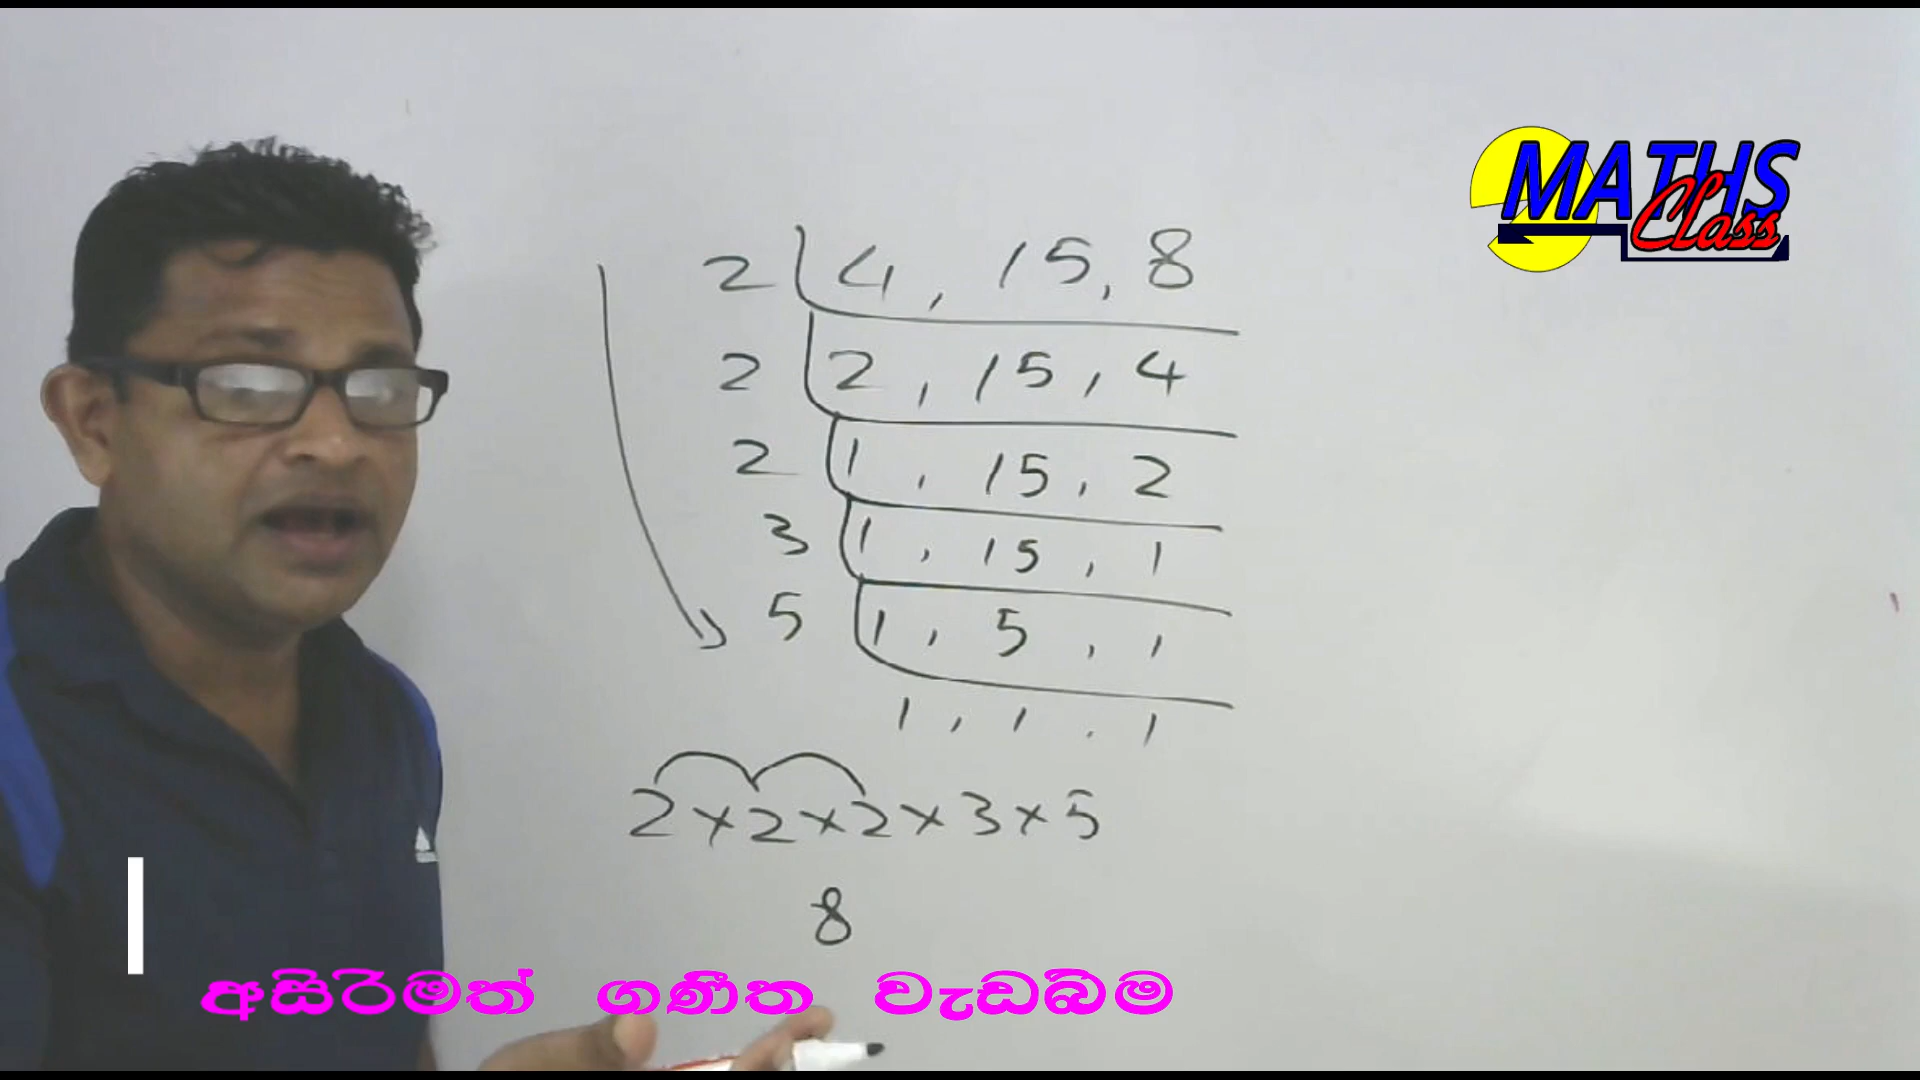 MATHS
Class
2 4, 15, 8
2 2, 15, 4
2 1, 15, 2
3 1, 15, 1
5 1, 5, 1
1, 1, 1
2×2×2×3×5
8
අසිරිමත් ගණිත වැඩබිම